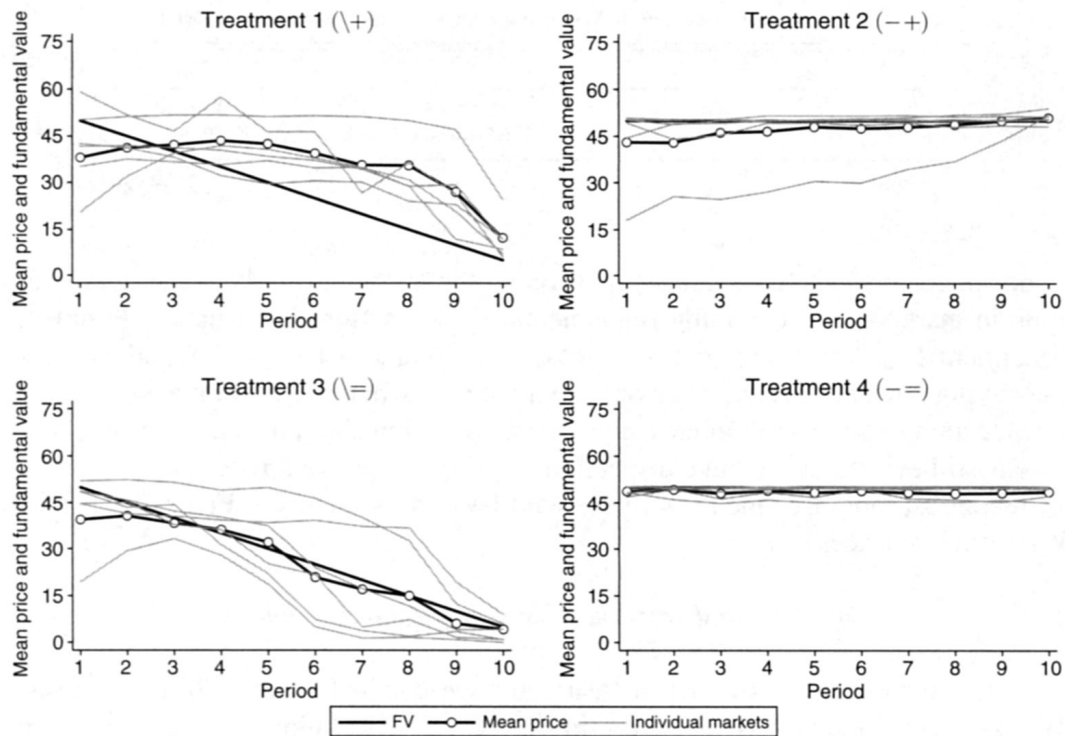 Treatment 1 (\+)
Mean price and fundamental value
75
60
45
30
15
0
1 2 3 4 5 6 7 8 9 10
Period
Treatment 2 (−+)
Mean price and fundamental value
75
60
45
30
15
0
1 2 3 4 5 6 7 8 9 10
Period
Treatment 3 (\=)
Mean price and fundamental value
75
60
45
30
15
0
1 2 3 4 5 6 7 8 9 10
Period
Treatment 4 (−=)
Mean price and fundamental value
75
60
45
30
15
0
1 2 3 4 5 6 7 8 9 10
Period
FV Mean price Individual markets